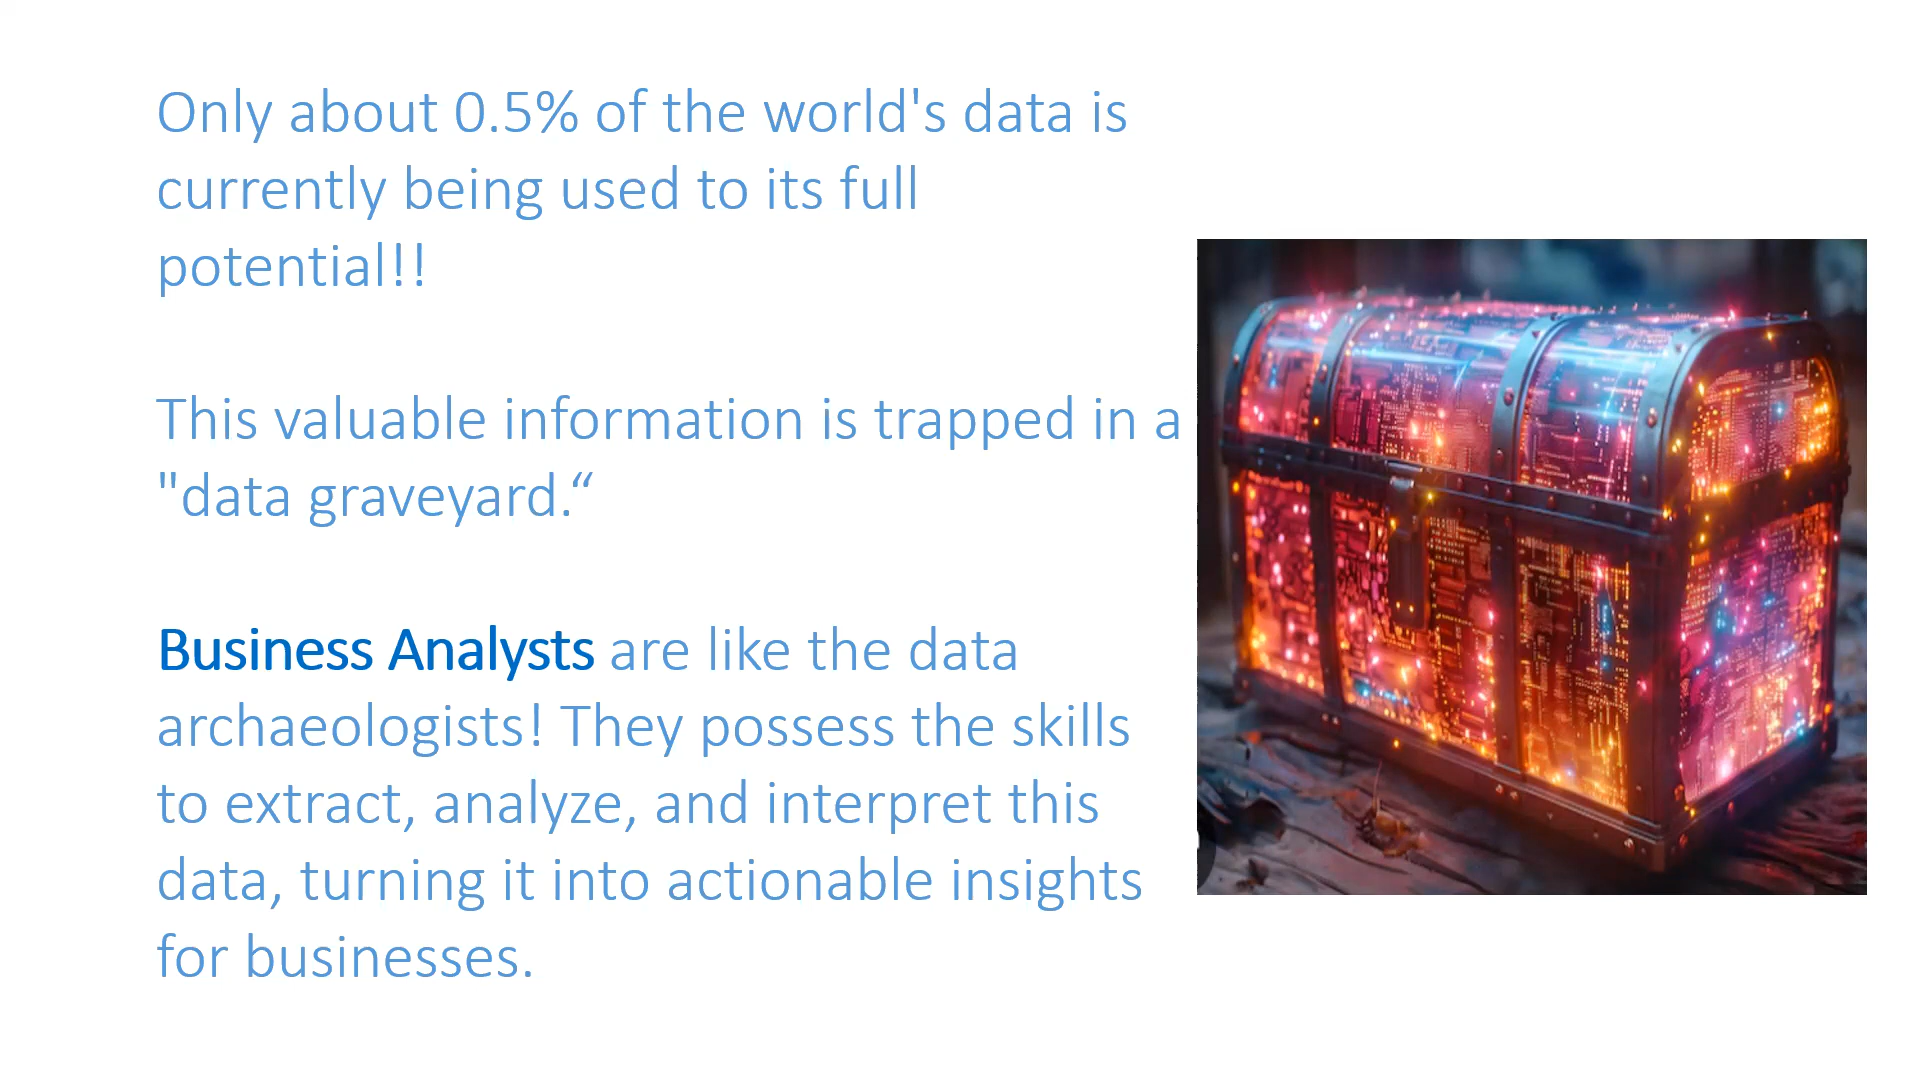 Only about 0.5% of the world's data is
currently being used to its full
potential!!
This valuable information is trapped in a
"data graveyard.“
Business Analysts are like the data
archaeologists! They possess the skills
to extract, analyze, and interpret this
data, turning it into actionable insights
for businesses.